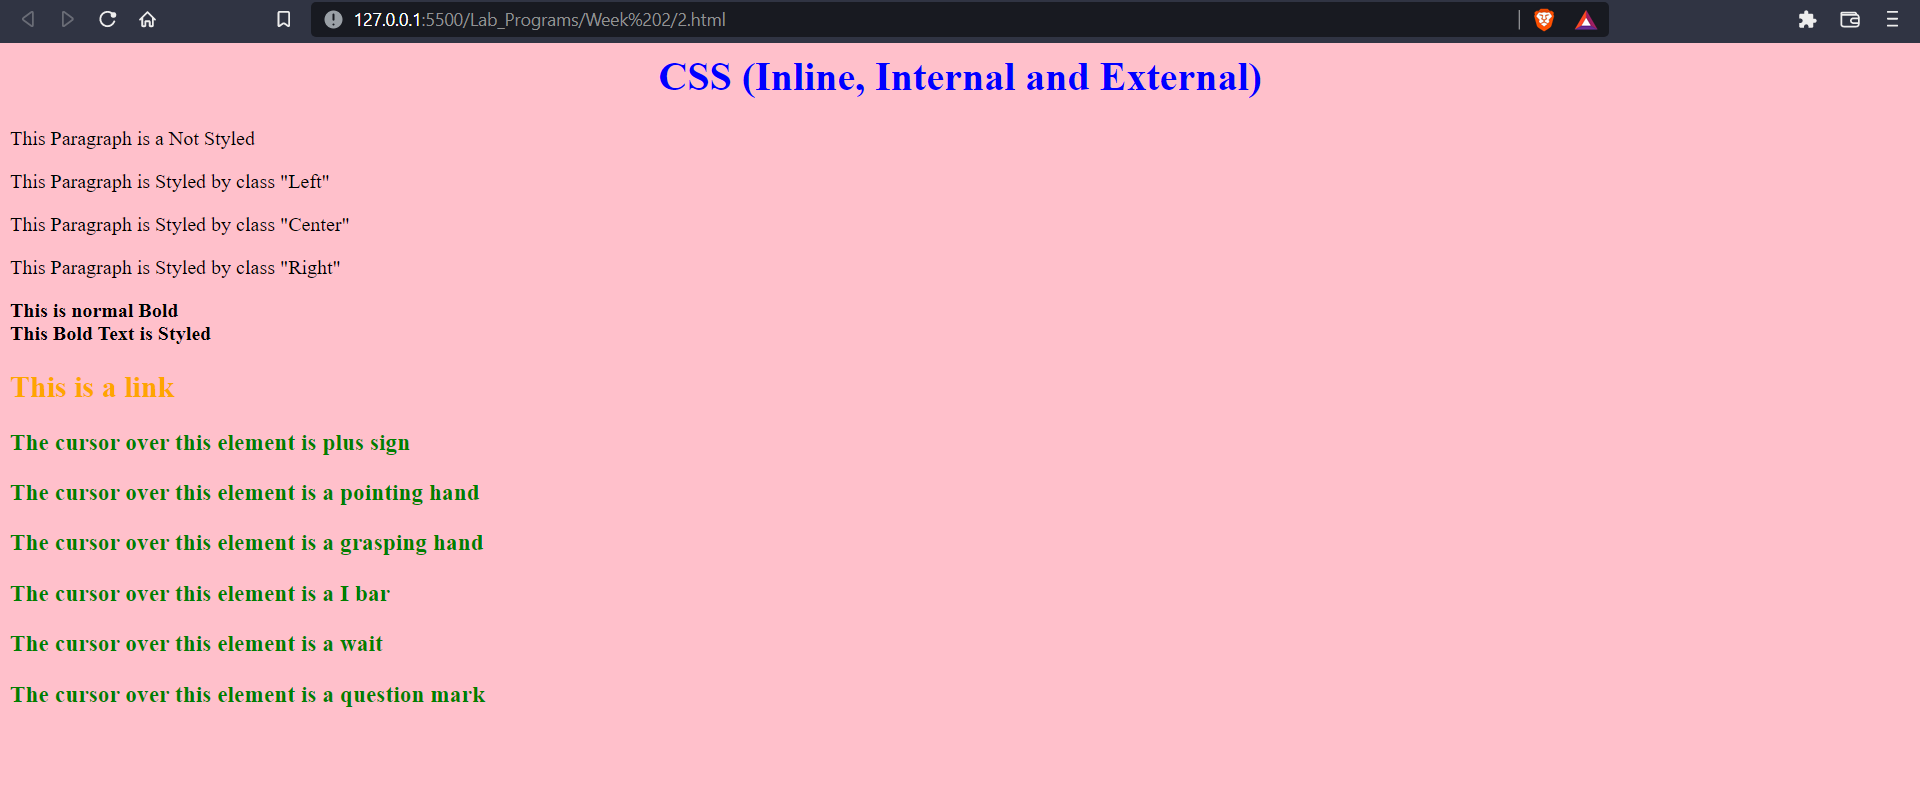 127.0.0.1:5500/Lab_Programs/Week%202/2.html
CSS (Inline, Internal and External)
This Paragraph is a Not Styled
This Paragraph is Styled by class "Left"
This Paragraph is Styled by class "Center"
This Paragraph is Styled by class "Right"
This is normal Bold
This Bold Text is Styled
This is a link
The cursor over this element is plus sign
The cursor over this element is a pointing hand
The cursor over this element is a grasping hand
The cursor over this element is a I bar
The cursor over this element is a wait
The cursor over this element is a question mark